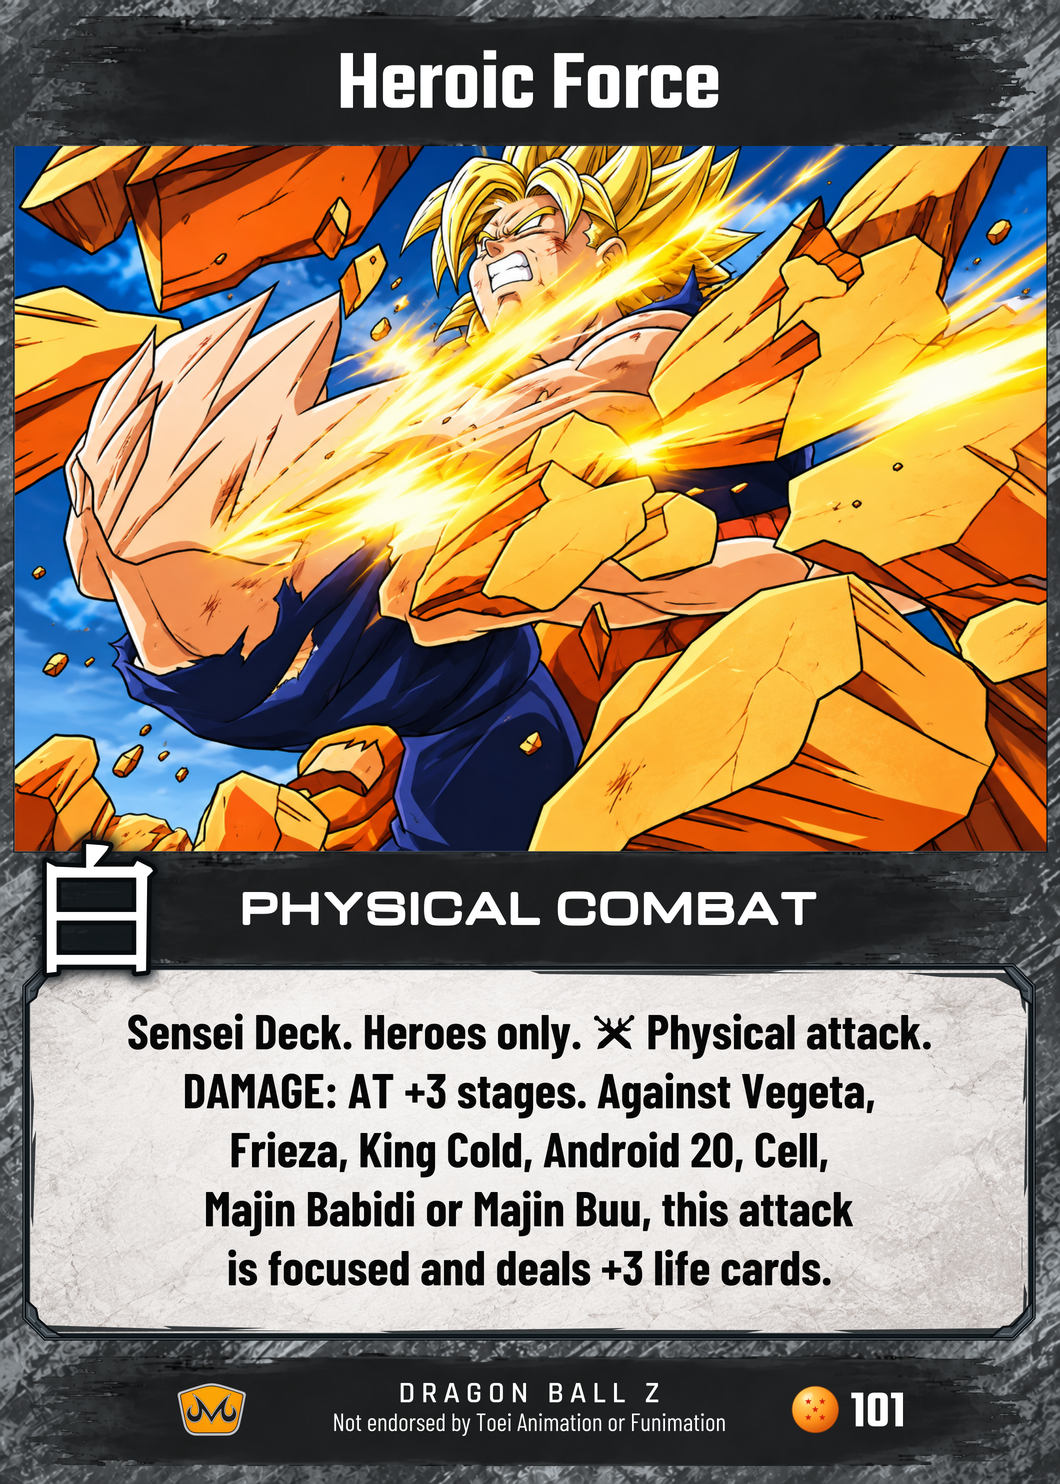 Heroic Force
白
PHYSICAL COMBAT
Sensei Deck. Heroes only. Physical attack.
DAMAGE: AT +3 stages. Against Vegeta,
Frieza, King Cold, Android 20, Cell,
Majin Babidi or Majin Buu, this attack
is focused and deals +3 life cards.
DRAGON BALL Z
Not endorsed by Toei Animation or Funimation
101